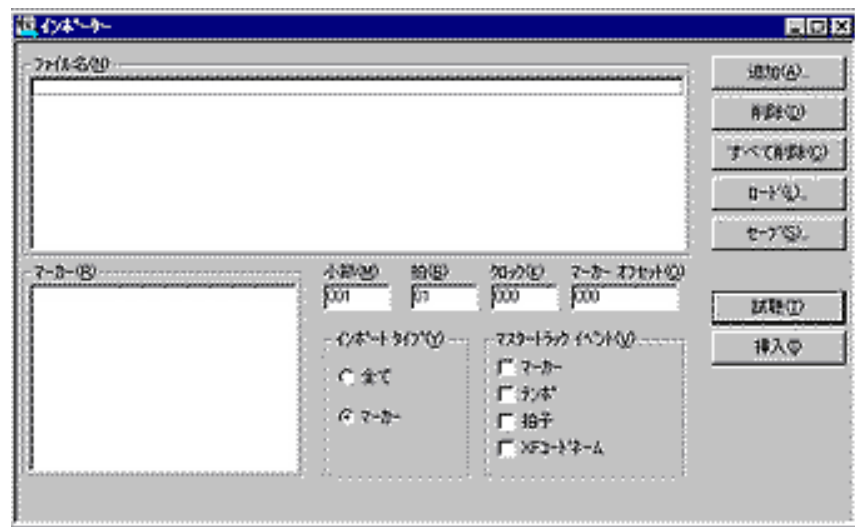 インポーター
ファイル名(N)
追加(A)...
削除(D)
すべて削除(C)
ロード(L)...
セーブ(S)...
マーカー(R)
小節(M)
拍(B)
クロック(K)
マーカー オフセット(O)
001
01
000
000
試聴(T)
挿入(I)
インポート タイプ(Y)
全て
マーカー
マスタートラック イベント(V)
マーカー
テンポ
拍子
XFコードネーム